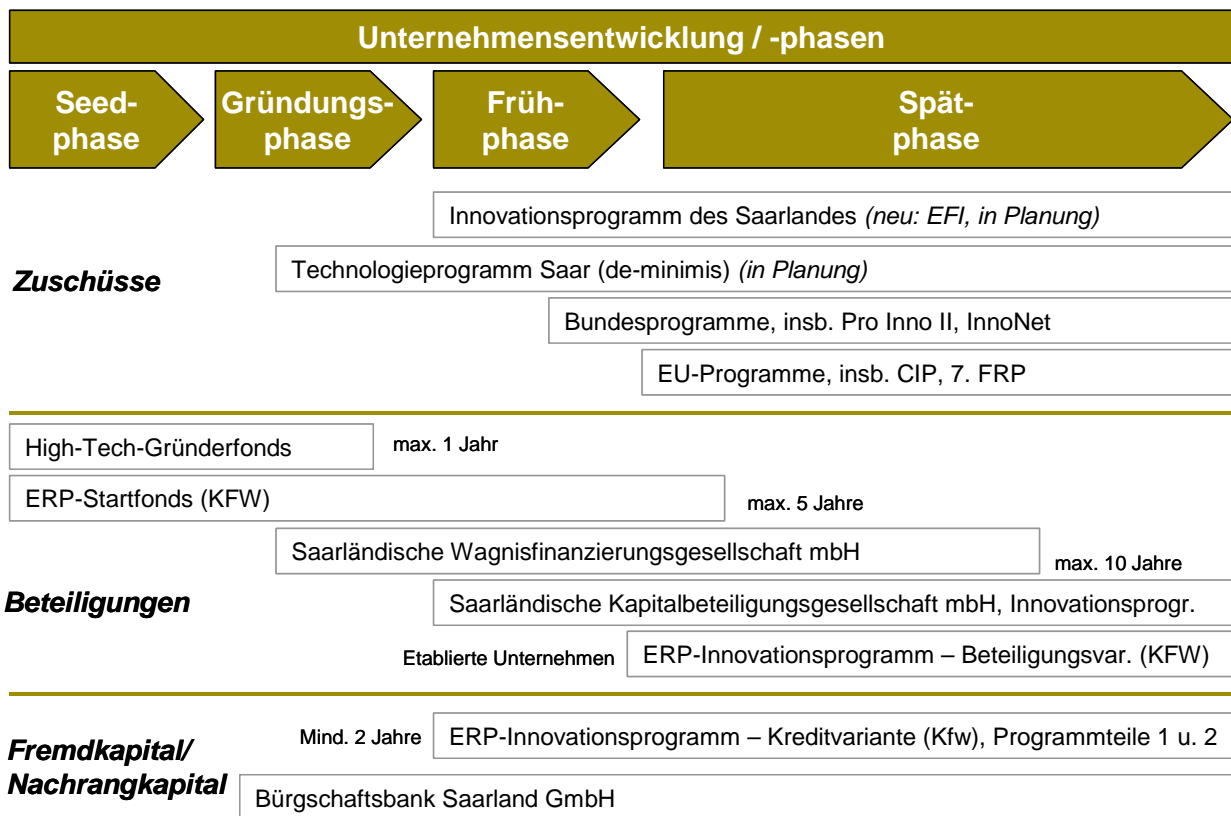 Unternehmensentwicklung / -phasen
Seed-
phase
Gründungs-
phase
Früh-
phase
Spät-
phase
Innovationsprogramm des Saarlandes (neu: EFI, in Planung)
Zuschüsse
Technologieprogramm Saar (de-minimis) (in Planung)
Bundesprogramme, insb. Pro Inno II, InnoNet
EU-Programme, insb. CIP, 7. FRP
High-Tech-Gründerfonds
max. 1 Jahr
ERP-Startfonds (KFW)
max. 5 Jahre
Saarländische Wagnisfinanzierungsgesellschaft mbH
max. 10 Jahre
Beteiligungen
Saarländische Kapitalbeteiligungsgesellschaft mbH, Innovationsprogr.
Etablierte Unternehmen
ERP-Innovationsprogramm – Beteiligungsvar. (KFW)
Fremdkapital/
Nachrangkapital
Mind. 2 Jahre
ERP-Innovationsprogramm – Kreditvariante (Kfw), Programmteile 1 u. 2
Bürgschaftsbank Saarland GmbH